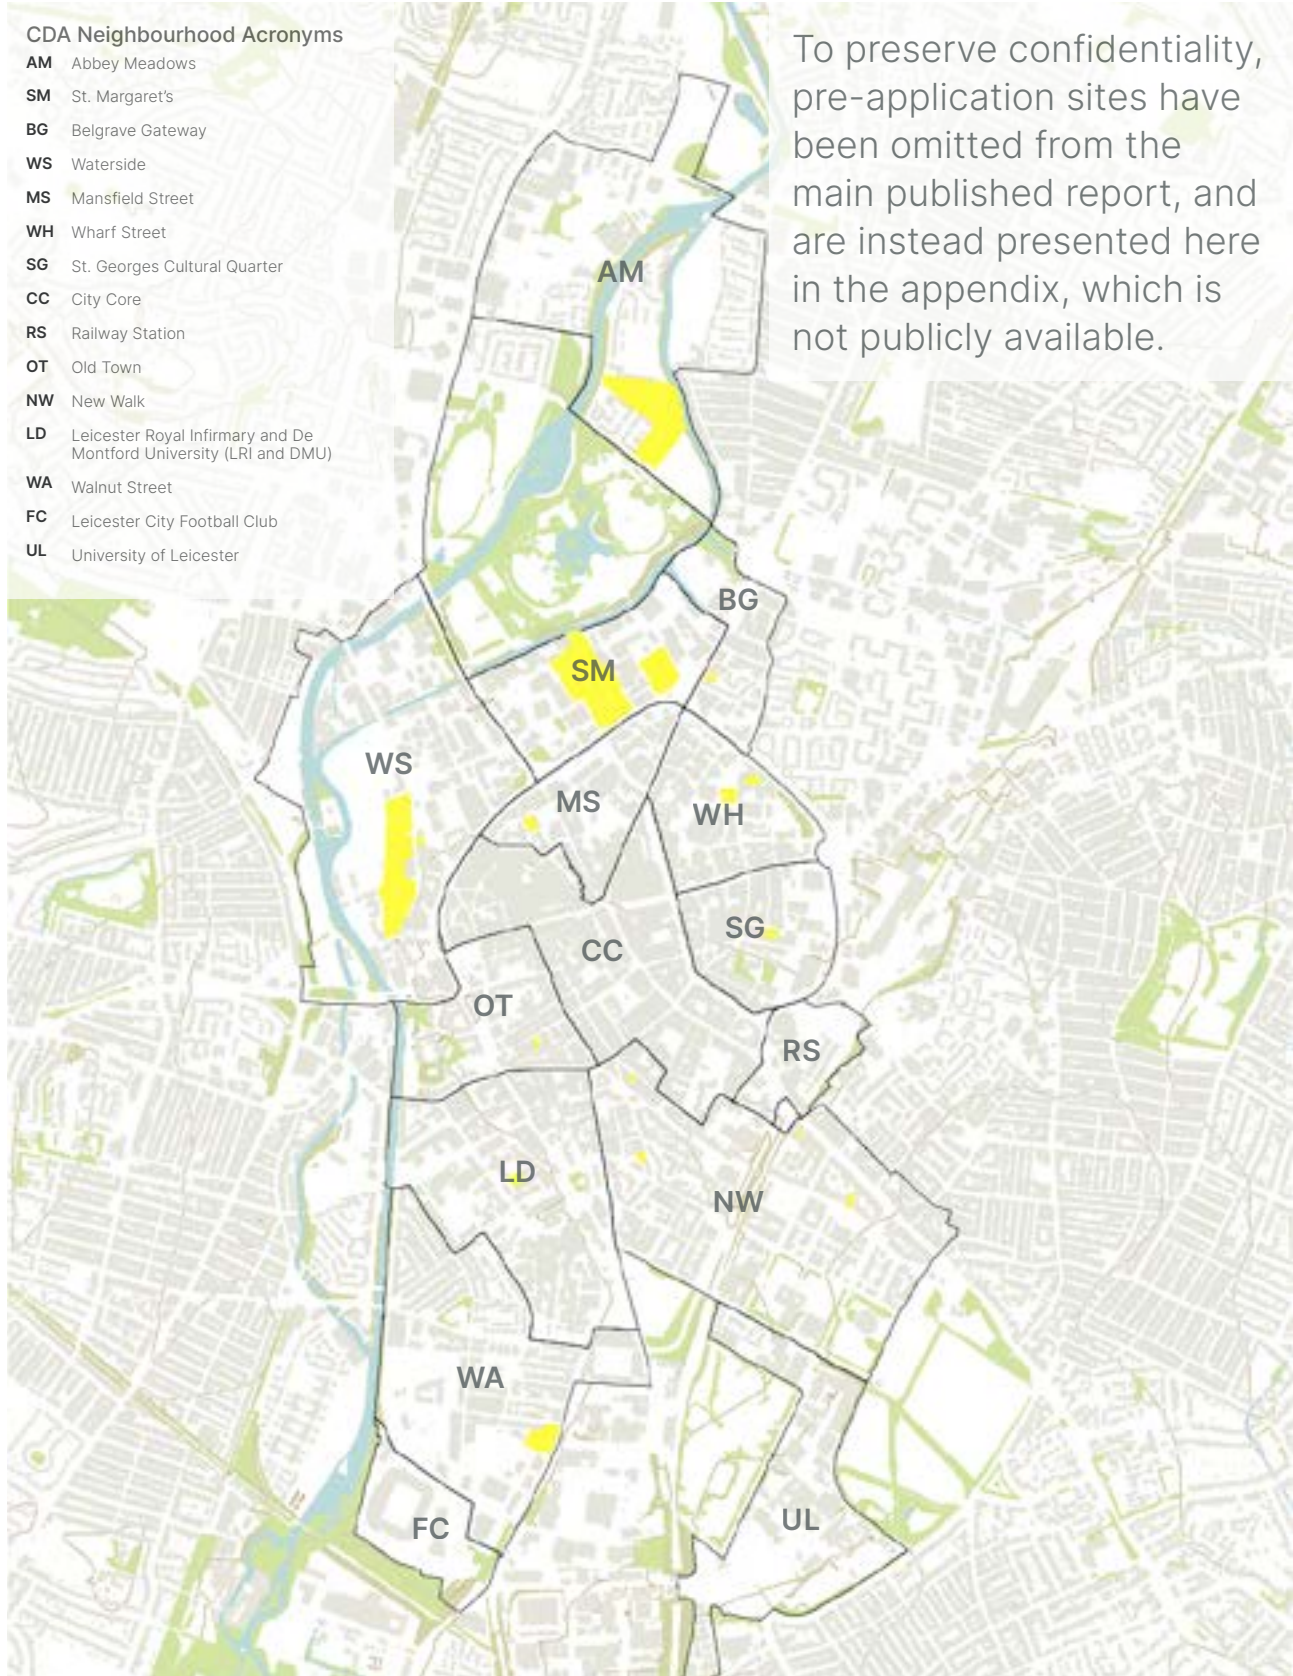 CDA Neighbourhood Acronyms
AM Abbey Meadows
SM St. Margaret's
BG Belgrave Gateway
WS Waterside
MS Mansfield Street
WH Wharf Street
SG St. Georges Cultural Quarter
CC City Core
RS Railway Station
OT Old Town
NW New Walk
LD Leicester Royal Infirmary and De
Montford University (LRI and DMU)
WA Walnut Street
FC Leicester City Football Club
UL University of Leicester
To preserve confidentiality,
pre-application sites have
been omitted from the
main published report, and
are instead presented here
in the appendix, which is
not publicly available.
AM
BG
SM
WS
MS
WH
SG
CC
OT
RS
LD
NW
WA
UL
FC